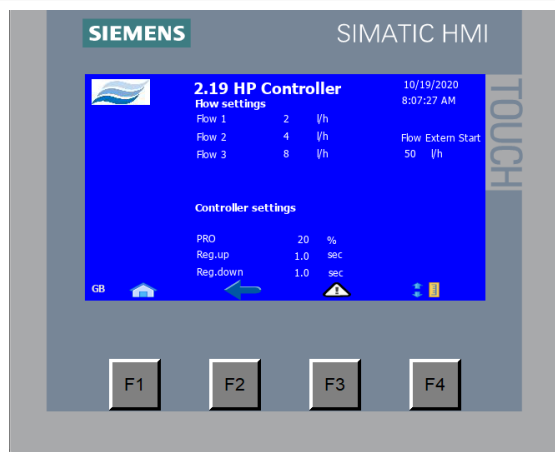 SIEMENS
SIMATIC HMI
TOUCH
2.19 HP Controller
10/19/2020
Flow settings
8:07:27 AM
Flow 1 2 l/h
Flow 2 4 l/h
Flow Extern Start
Flow 3 8 l/h
50 l/h
Controller settings
PRO 20 %
Reg.up 1.0 sec
Reg.down 1.0 sec
GB
F1
F2
F3
F4